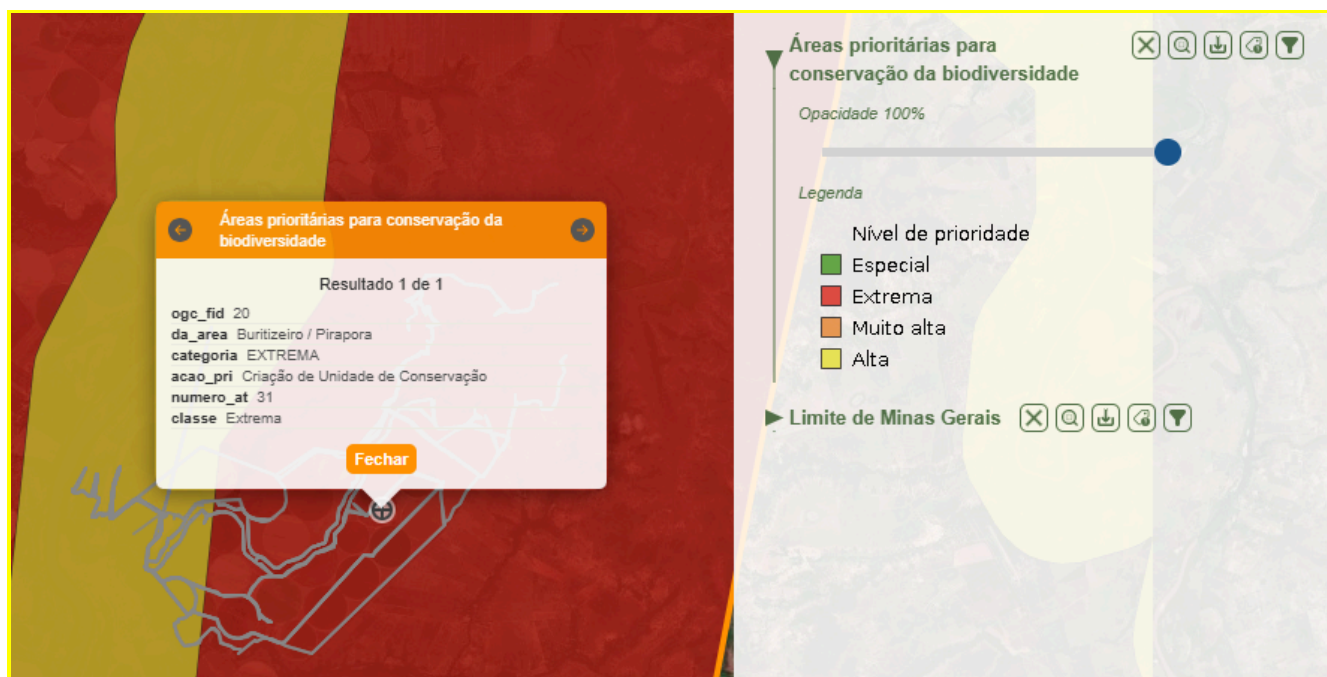 Áreas prioritárias para conservação da
biodiversidade
Resultado 1 de 1
ogc_fid 20
da_area Buritizeiro / Pirapora
categoria EXTREMA
acao_pri Criação de Unidade de Conservação
numero_at 31
classe Extrema
Fechar
Áreas prioritárias para
conservação da biodiversidade
Opacidade 100%
Legenda
Nível de prioridade
Especial
Extrema
Muito alta
Alta
Limite de Minas Gerais